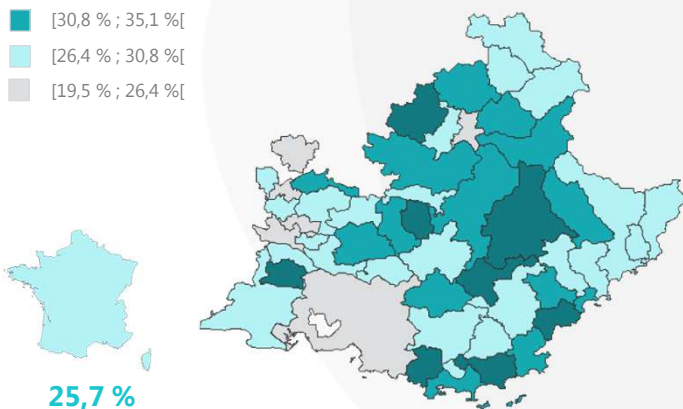 [30,8 % ; 35,1 %[
[26,4 % ; 30,8 %[
[19,5 % ; 26,4 %[
25,7 %